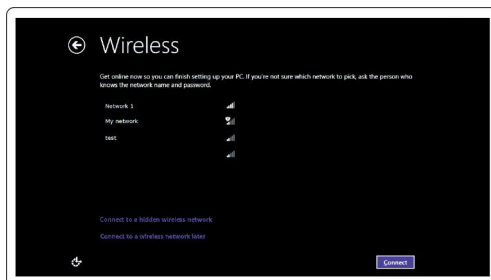 Wireless
Get online now so you can finish setting up your PC. If you're not sure which network to pick, ask the person who
knows the network name and password.
Network 1
My network
test
Connect to a hidden wireless network
Connect to a wireless network later
Connect